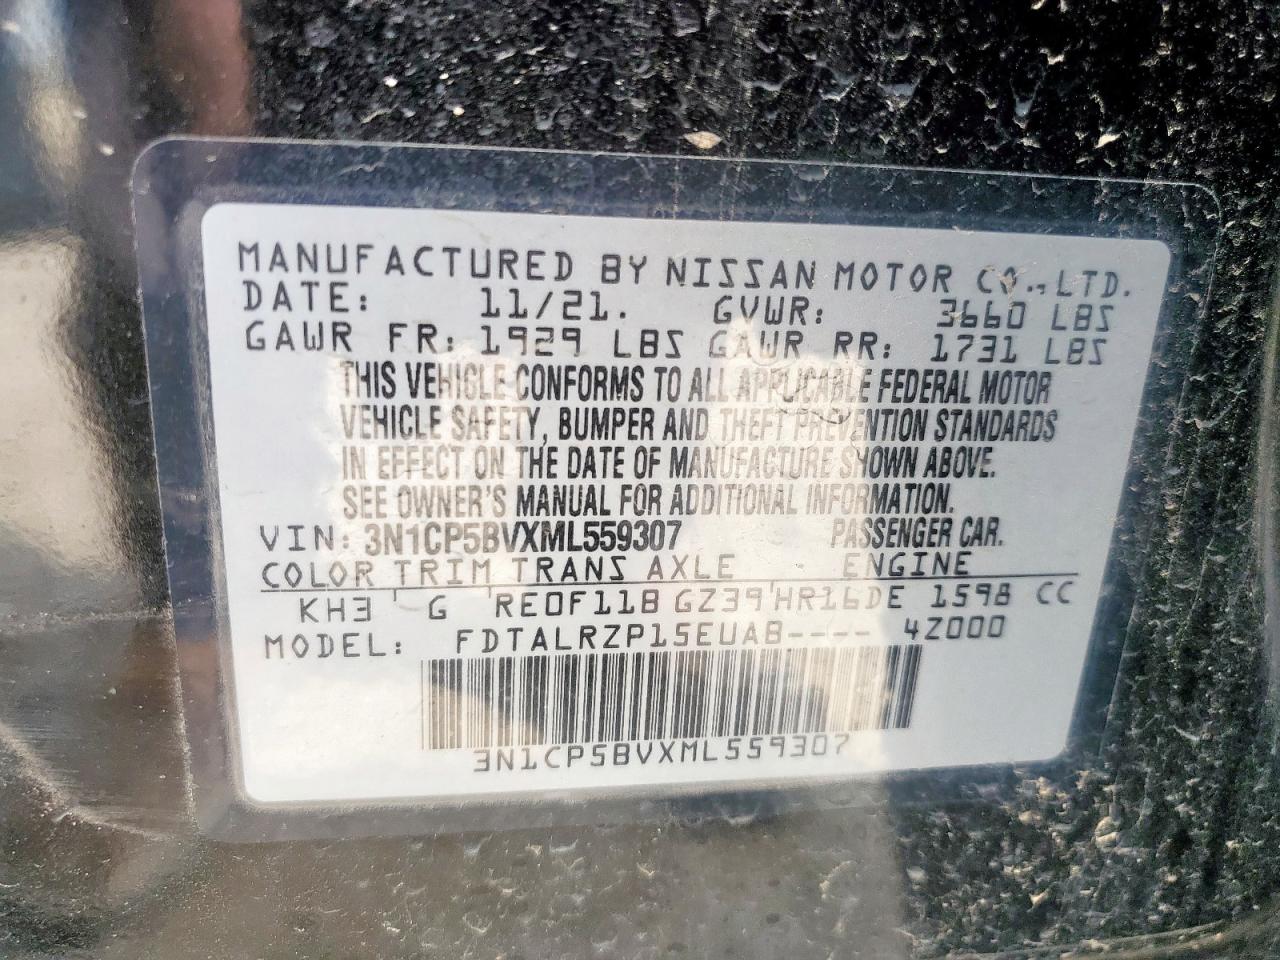 MANUFACTURED BY NISSAN MOTOR CO., LTD.
DATE: 11/21. GVWR: 3660 LBS
GAWR FR: 1929 LBS GAWR RR: 1731 LBS
THIS VEHICLE CONFORMS TO ALL APPLICABLE FEDERAL MOTOR
VEHICLE SAFETY, BUMPER AND THEFT PREVENTION STANDARDS
IN EFFECT ON THE DATE OF MANUFACTURE SHOWN ABOVE.
SEE OWNER'S MANUAL FOR ADDITIONAL INFORMATION.
VIN: 3N1CP5BVXML559307 PASSENGER CAR.
COLOR TRIM TRANS AXLE ENGINE
KH3 G RE0F11B GZ39 HR16DE 1598 CC
MODEL: FDTALRZP15EUAB---- 4Z000
3N1CP5BVXML559307